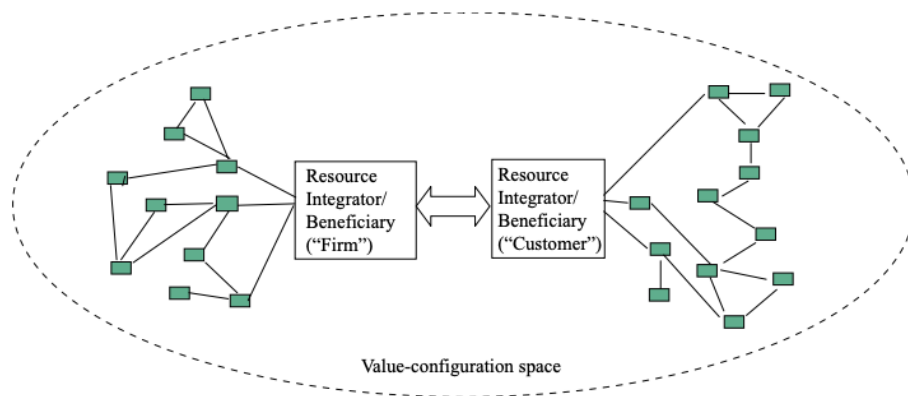 Resource
Integrator/
Beneficiary
(“Firm”)
Resource
Integrator/
Beneficiary
(“Customer”)
Value-configuration space